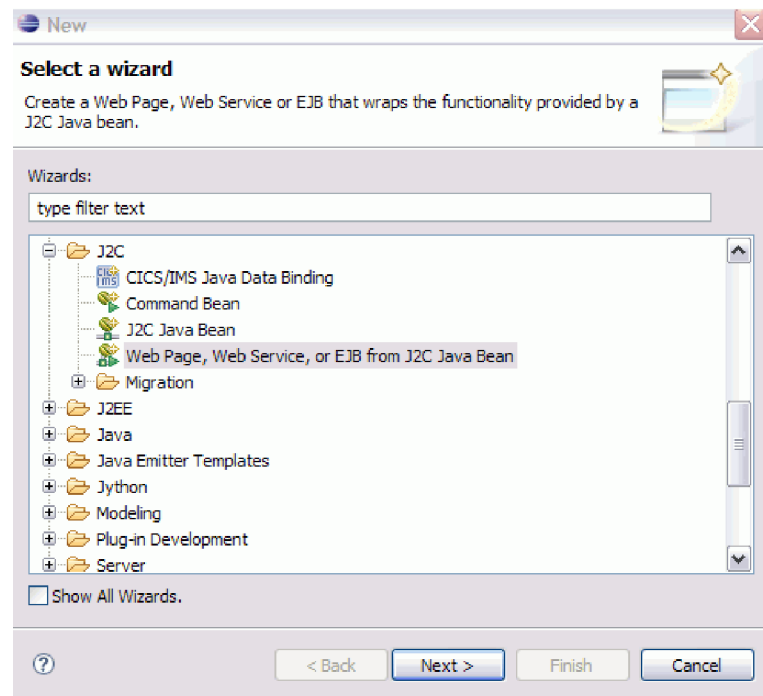 New
Select a wizard
Create a Web Page, Web Service or EJB that wraps the functionality provided by a
J2C Java bean.
Wizards:
type filter text
J2C
CICS/IMS Java Data Binding
Command Bean
J2C Java Bean
Web Page, Web Service, or EJB from J2C Java Bean
Migration
J2EE
Java
Java Emitter Templates
Jython
Modeling
Plug-in Development
Server
Show All Wizards.
< Back
Next >
Finish
Cancel